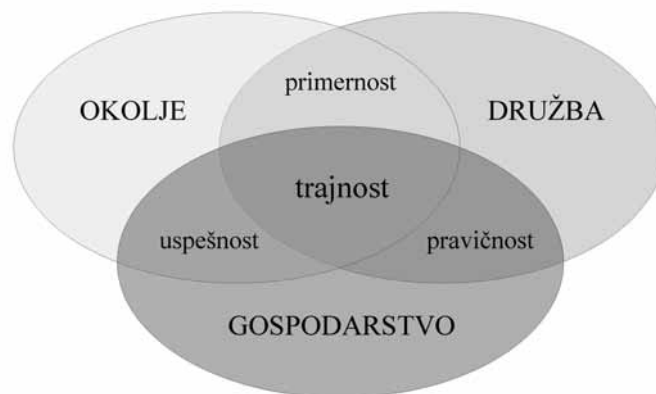 primernost
OKOLJE
DRUŽBA
trajnost
uspešnost
pravičnost
GOSPODARSTVO